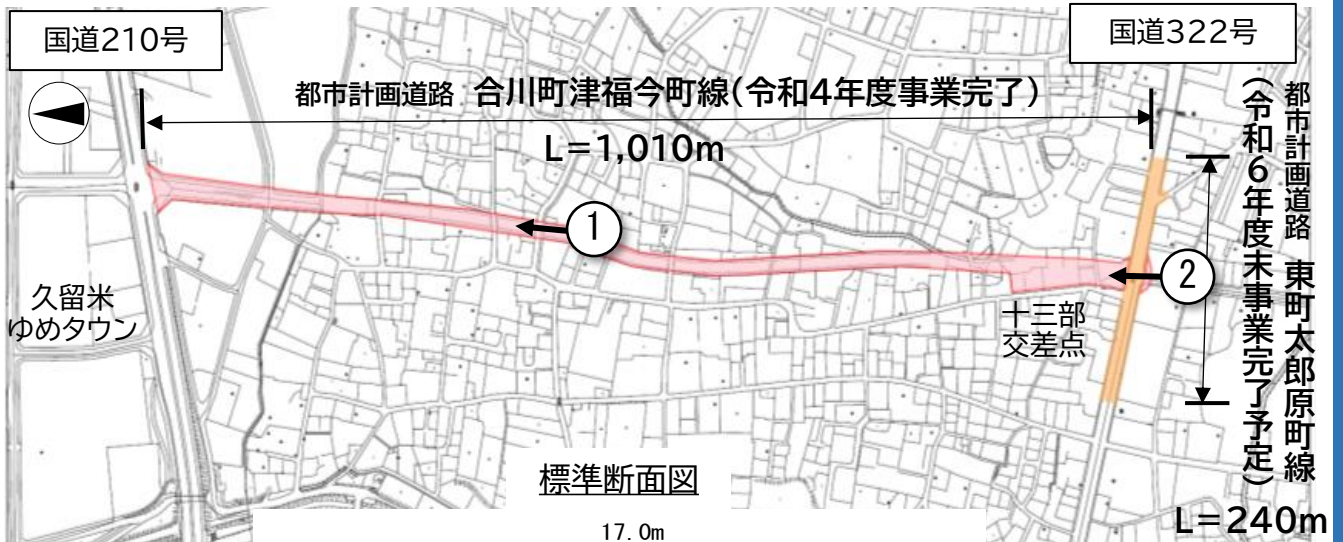 国道210号
国道322号
都市計画道路 合川町津福今町線(令和4年度事業完了)
L=1,010m
①
②
久留米
ゆめタウン
十三部
交差点
都市計画道路 東町太郎原町線
(令和6年度末事業完了予定)
L=240m
標準断面図
17.0m